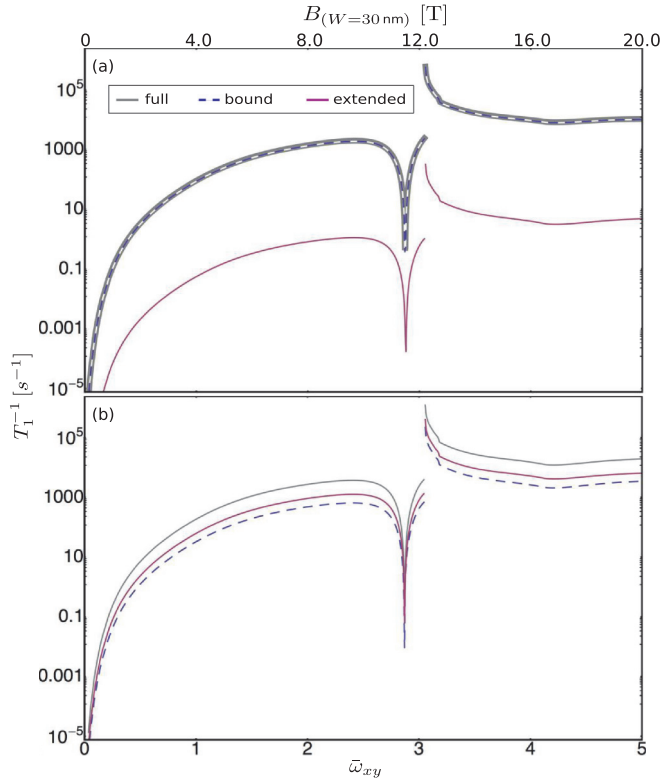 B(W=30 nm) [T]
0 4.0 8.0 12.0 16.0 20.0
(a)
full bound extended
10^5
1000
10
0.1
0.001
10^-5
T_1^-1 [s^-1]
(b)
10^5
1000
10
0.1
0.001
10^-5
0 1 2 3 4 5
ω̄_xy